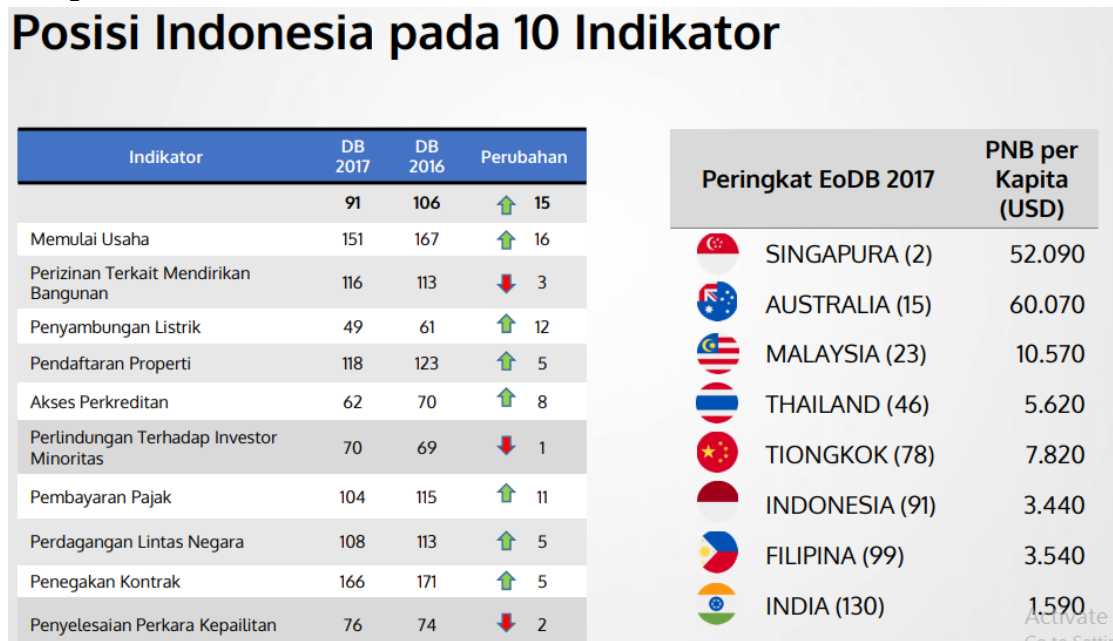 Posisi Indonesia pada 10 Indikator
Indikator DB 2017 DB 2016 Perubahan
91 106 15
Memulai Usaha 151 167 16
Perizinan Terkait Mendirikan Bangunan 116 113 3
Penyambungan Listrik 49 61 12
Pendaftaran Properti 118 123 5
Akses Perkreditan 62 70 8
Perlindungan Terhadap Investor Minoritas 70 69 1
Pembayaran Pajak 104 115 11
Perdagangan Lintas Negara 108 113 5
Penegakan Kontrak 166 171 5
Penyelesaian Perkara Kepailitan 76 74 2
Peringkat EoDB 2017 PNB per Kapita (USD)
SINGAPURA (2) 52.090
AUSTRALIA (15) 60.070
MALAYSIA (23) 10.570
THAILAND (46) 5.620
TIONGKOK (78) 7.820
INDONESIA (91) 3.440
FILIPINA (99) 3.540
INDIA (130) 1.590
Activate